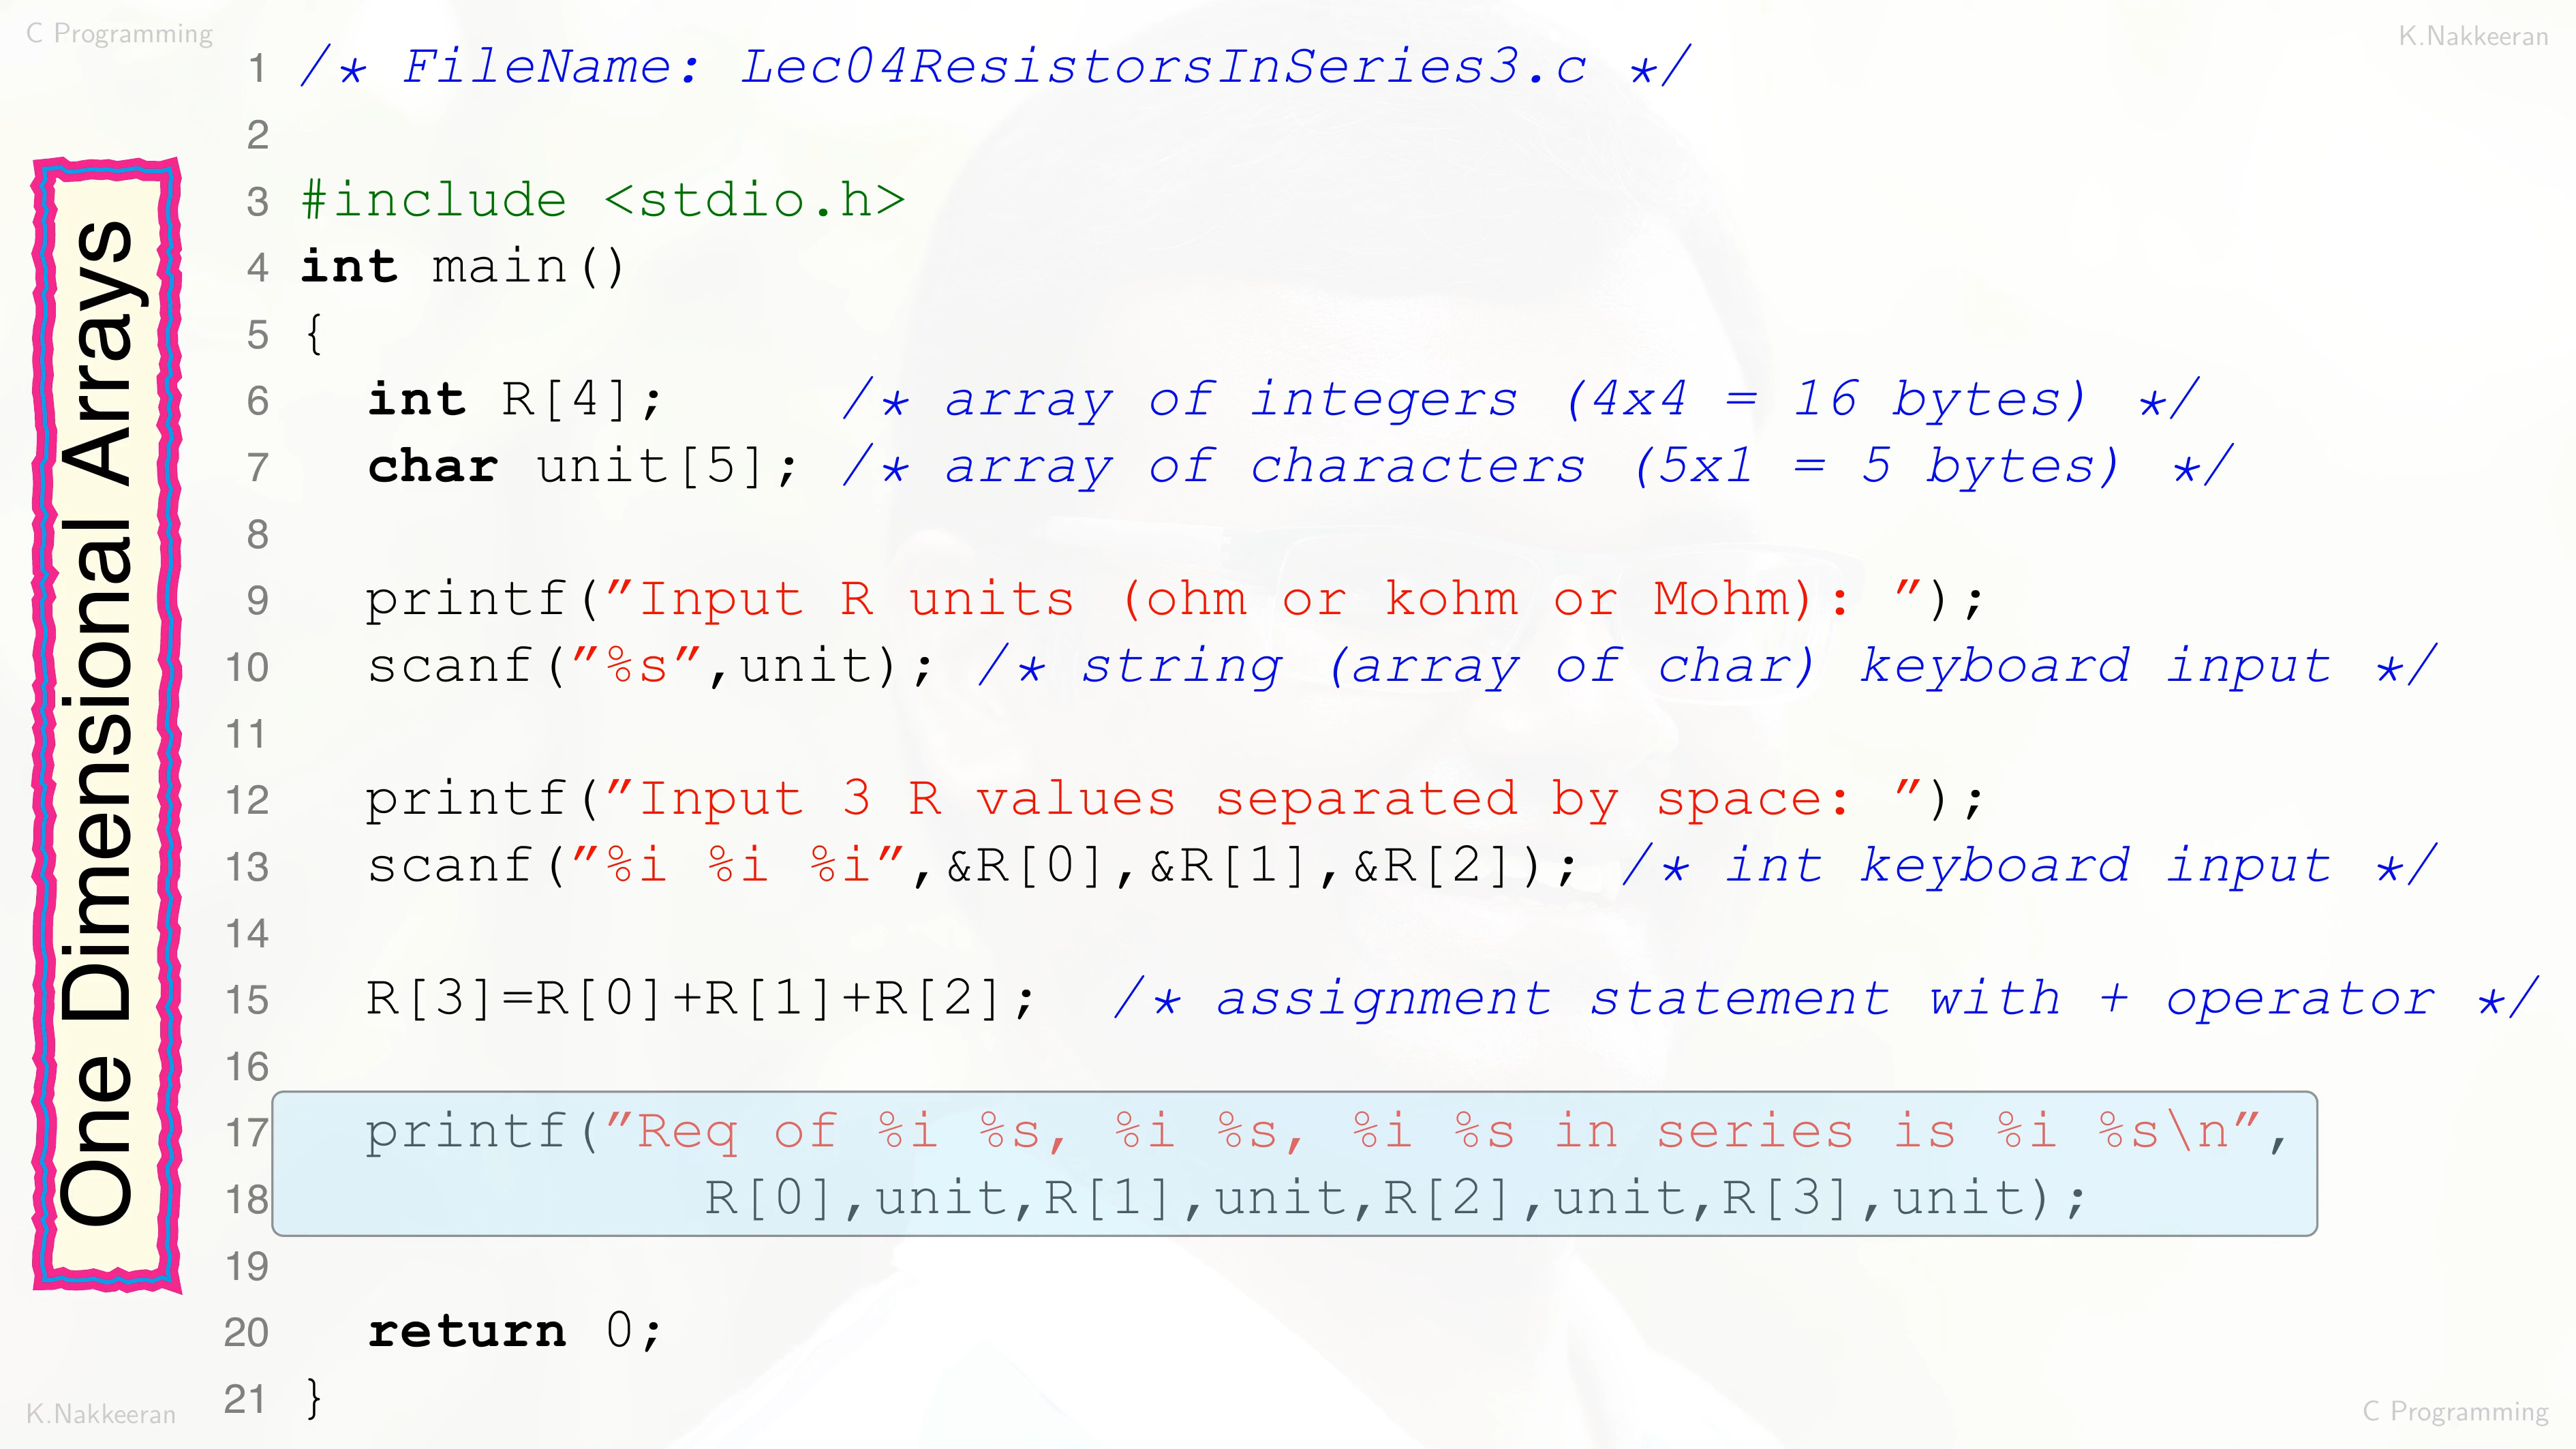 C Programming
K.Nakkeeran
One Dimensional Arrays
1 /* FileName: Lec04ResistorsInSeries3.c */
2
3 #include <stdio.h>
4 int main()
5 {
6   int R[4];     /* array of integers (4x4 = 16 bytes) */
7   char unit[5]; /* array of characters (5x1 = 5 bytes) */
8
9   printf("Input R units (ohm or kohm or Mohm): ");
10   scanf("%s",unit); /* string (array of char) keyboard input */
11
12   printf("Input 3 R values separated by space: ");
13   scanf("%i %i %i",&R[0],&R[1],&R[2]); /* int keyboard input */
14
15   R[3]=R[0]+R[1]+R[2];  /* assignment statement with + operator */
16
17   printf("Req of %i %s, %i %s, %i %s in series is %i %s\n",
18             R[0],unit,R[1],unit,R[2],unit,R[3],unit);
19
20   return 0;
21 }
K.Nakkeeran
C Programming